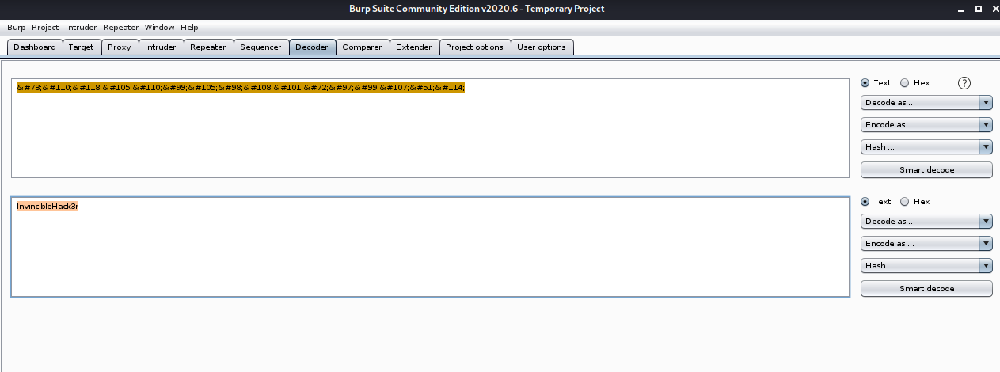 Burp Suite Community Edition v2020.6 - Temporary Project
Burp Project Intruder Repeater Window Help
Dashboard Target Proxy Intruder Repeater Sequencer Decoder Comparer Extender Project options User options
&#73;&#110;&#118;&#105;&#110;&#99;&#105;&#98;&#108;&#101;&#72;&#97;&#99;&#107;&#51;&#114;
Text Hex ?
Decode as ...
Encode as ...
Hash ...
Smart decode
InvincibleHack3r
Text Hex
Decode as ...
Encode as ...
Hash ...
Smart decode